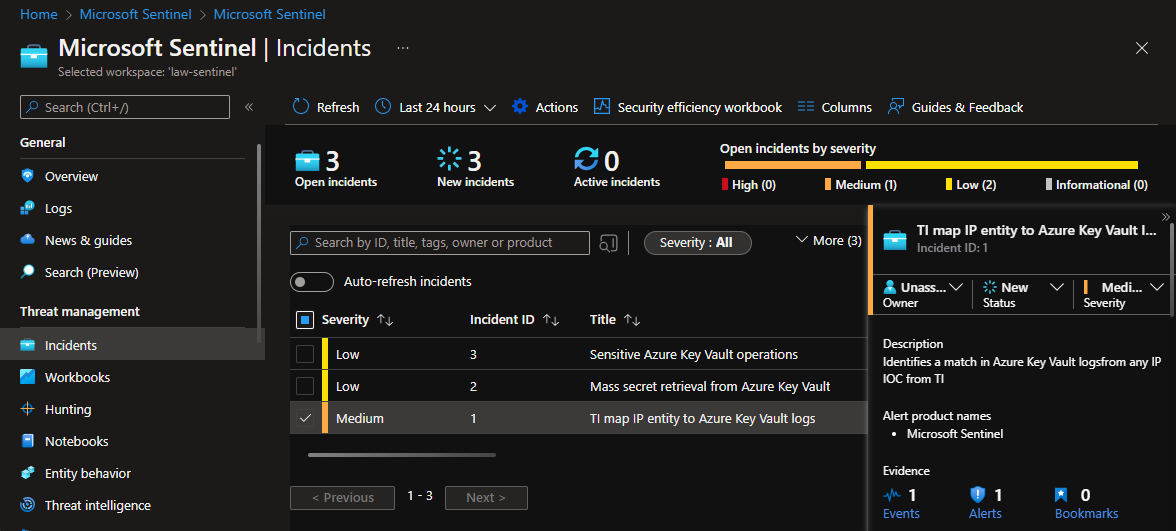 Home > Microsoft Sentinel > Microsoft Sentinel
Microsoft Sentinel | Incidents ...
Selected workspace: 'law-sentinel'
Search (Ctrl+/)
«
General
Overview
Logs
News & guides
Search (Preview)
Threat management
Incidents
Workbooks
Hunting
Notebooks
Entity behavior
Threat intelligence
Refresh Last 24 hours Actions Security efficiency workbook Columns Guides & Feedback
3 Open incidents
3 New incidents
0 Active incidents
Open incidents by severity
High (0) Medium (1) Low (2) Informational (0)
Search by ID, title, tags, owner or product
Severity : All
More (3)
Auto-refresh incidents
Severity ↑↓ Incident ID ↑↓ Title ↑↓
Low 3 Sensitive Azure Key Vault operations
Low 2 Mass secret retrieval from Azure Key Vault
Medium 1 TI map IP entity to Azure Key Vault logs
< Previous 1 - 3 Next >
»
TI map IP entity to Azure Key Vault l...
Incident ID: 1
Unass... New Medi...
Owner Status Severity
Description
Identifies a match in Azure Key Vault logsfrom any IP
IOC from TI
Alert product names
• Microsoft Sentinel
Evidence
1 1 0
Events Alerts Bookmarks